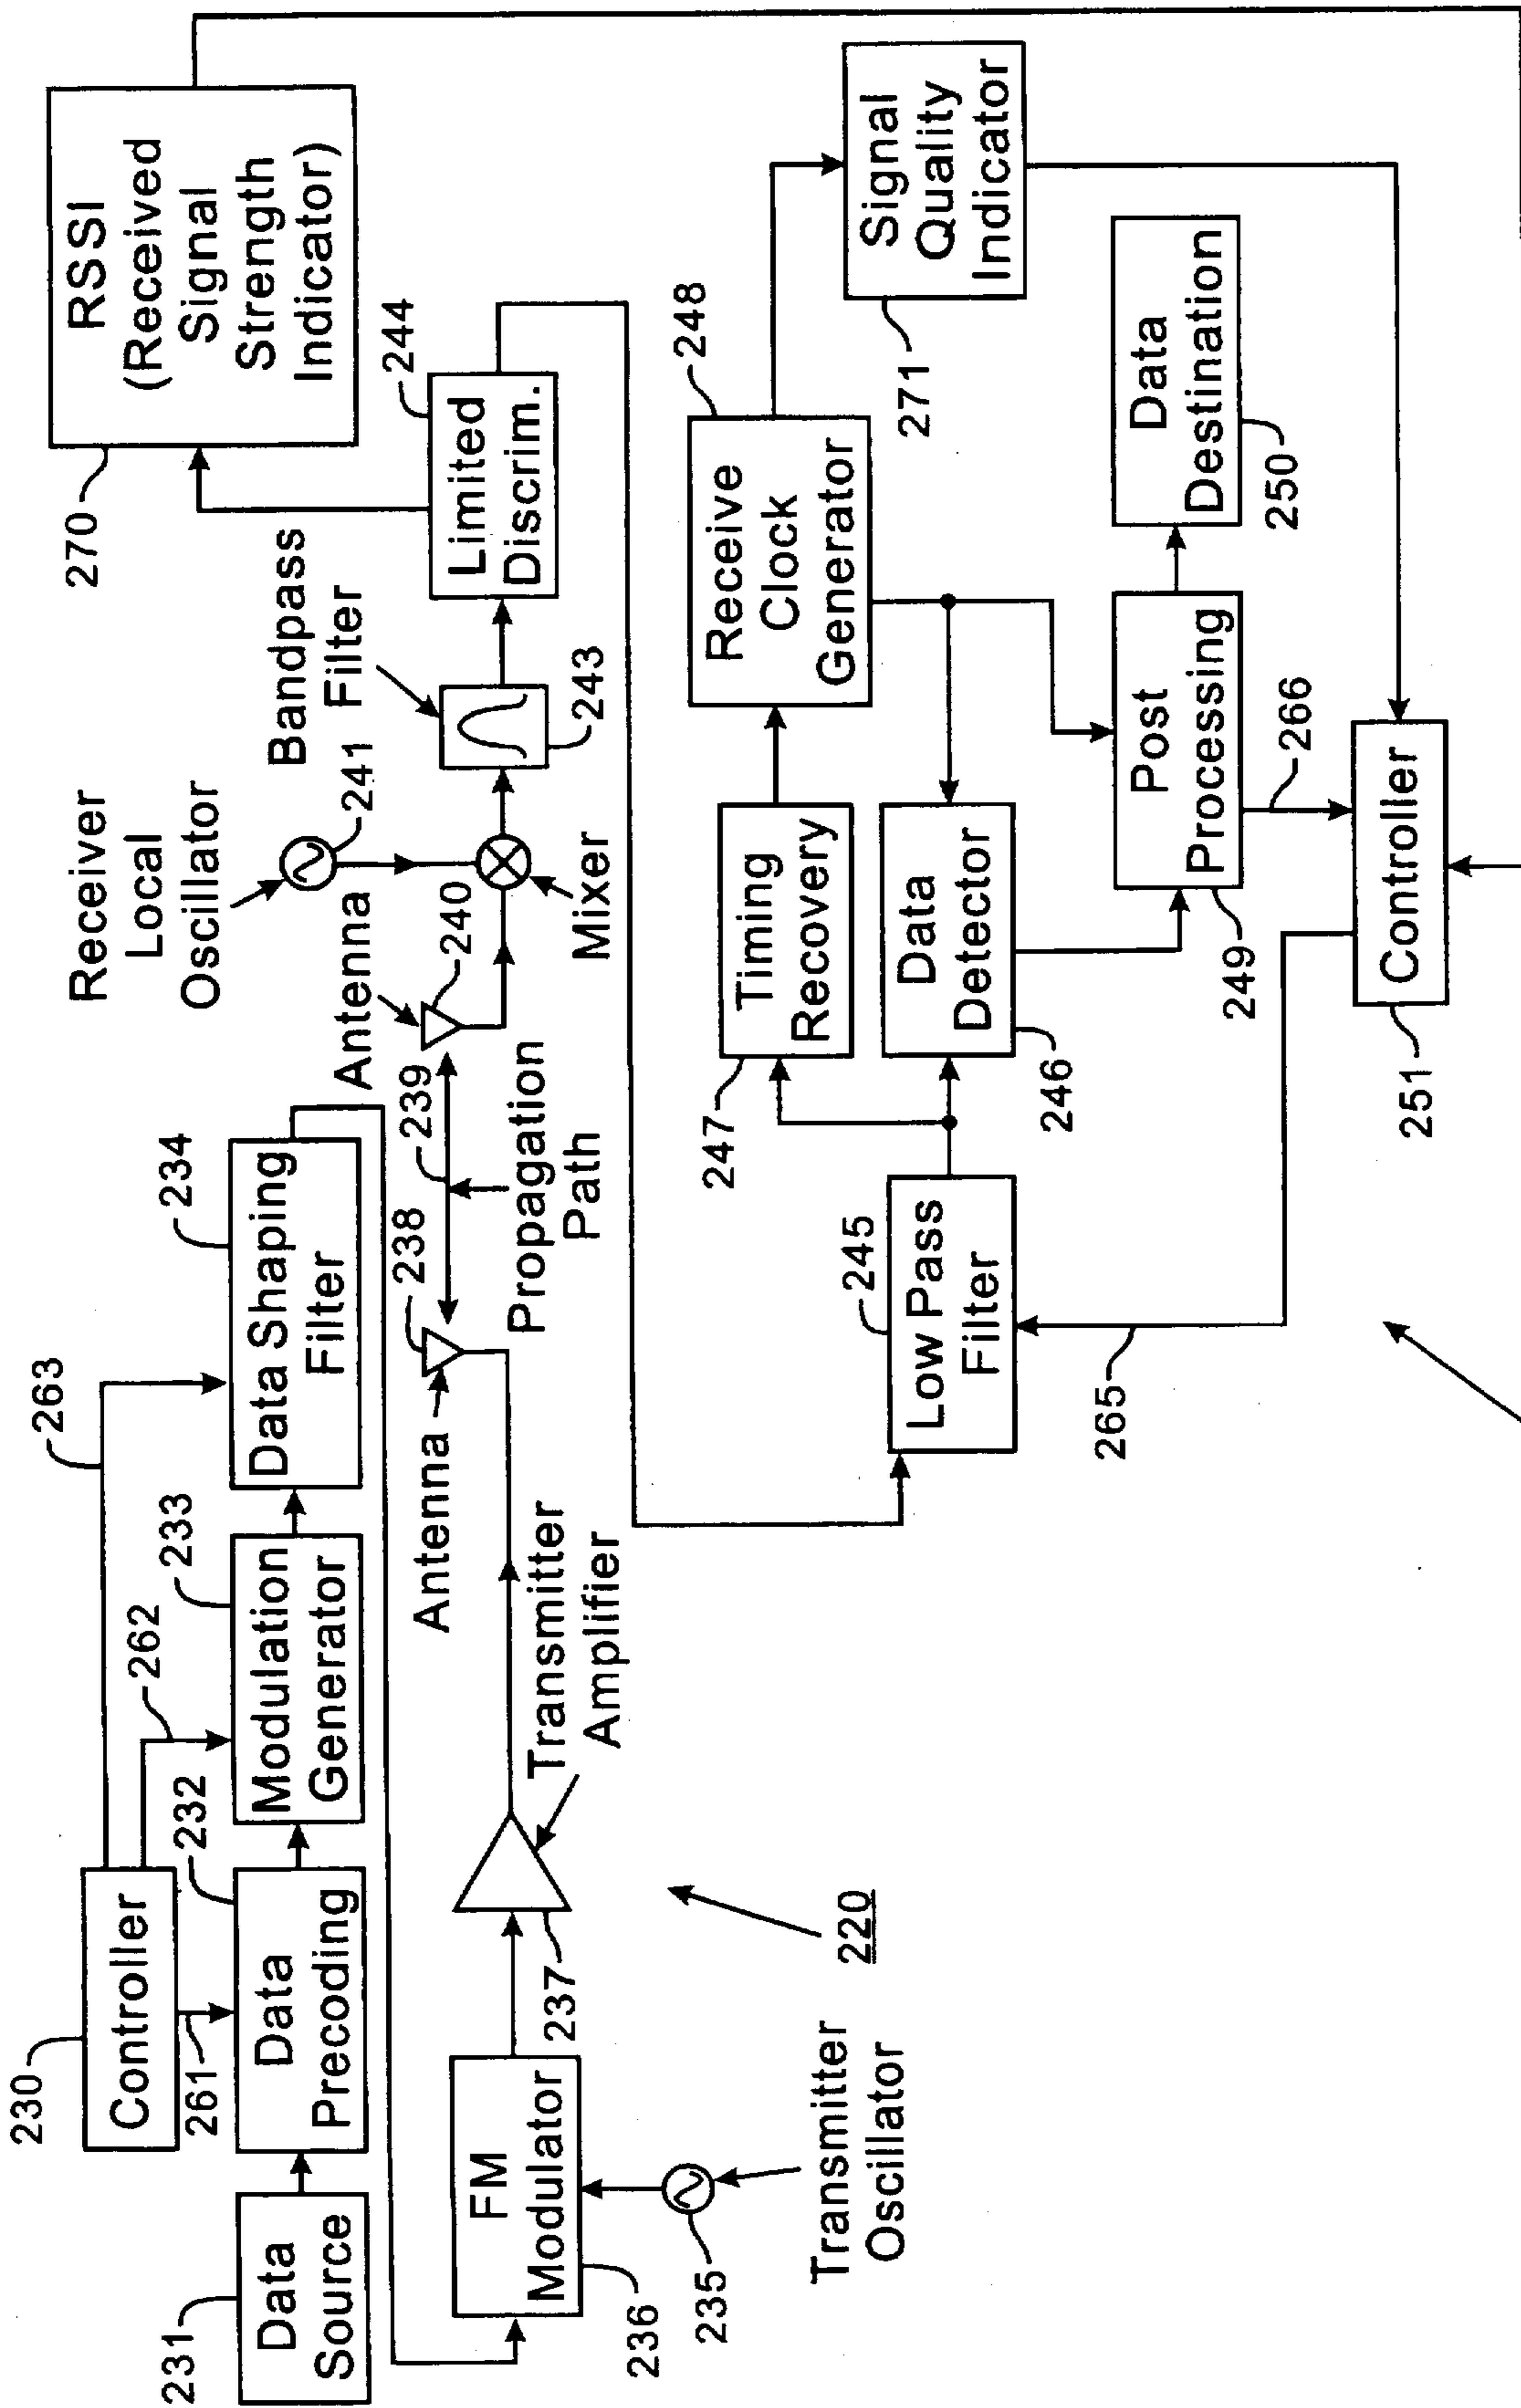 230
Controller
263
262
261
231
Data
Source
232
Data
Precoding
233
Modulation
Generator
234
Data Shaping
Filter
FM
Modulator
236
235
Transmitter
Oscillator
237
Transmitter
Amplifier
220
Antenna
238
239
Propagation
Path
Antenna
240
Receiver
Local
Oscillator
241
Mixer
Bandpass
Filter
243
244
Limited
Discrim.
270
RSSI
(Received
Signal
Strength
Indicator)
245
Low Pass
Filter
265
247
Timing
Recovery
Data
Detector
246
248
Receive
Clock
Generator
Signal
Quality
Indicator
271
Post
Processing
249
266
Data
Destination
250
Controller
251